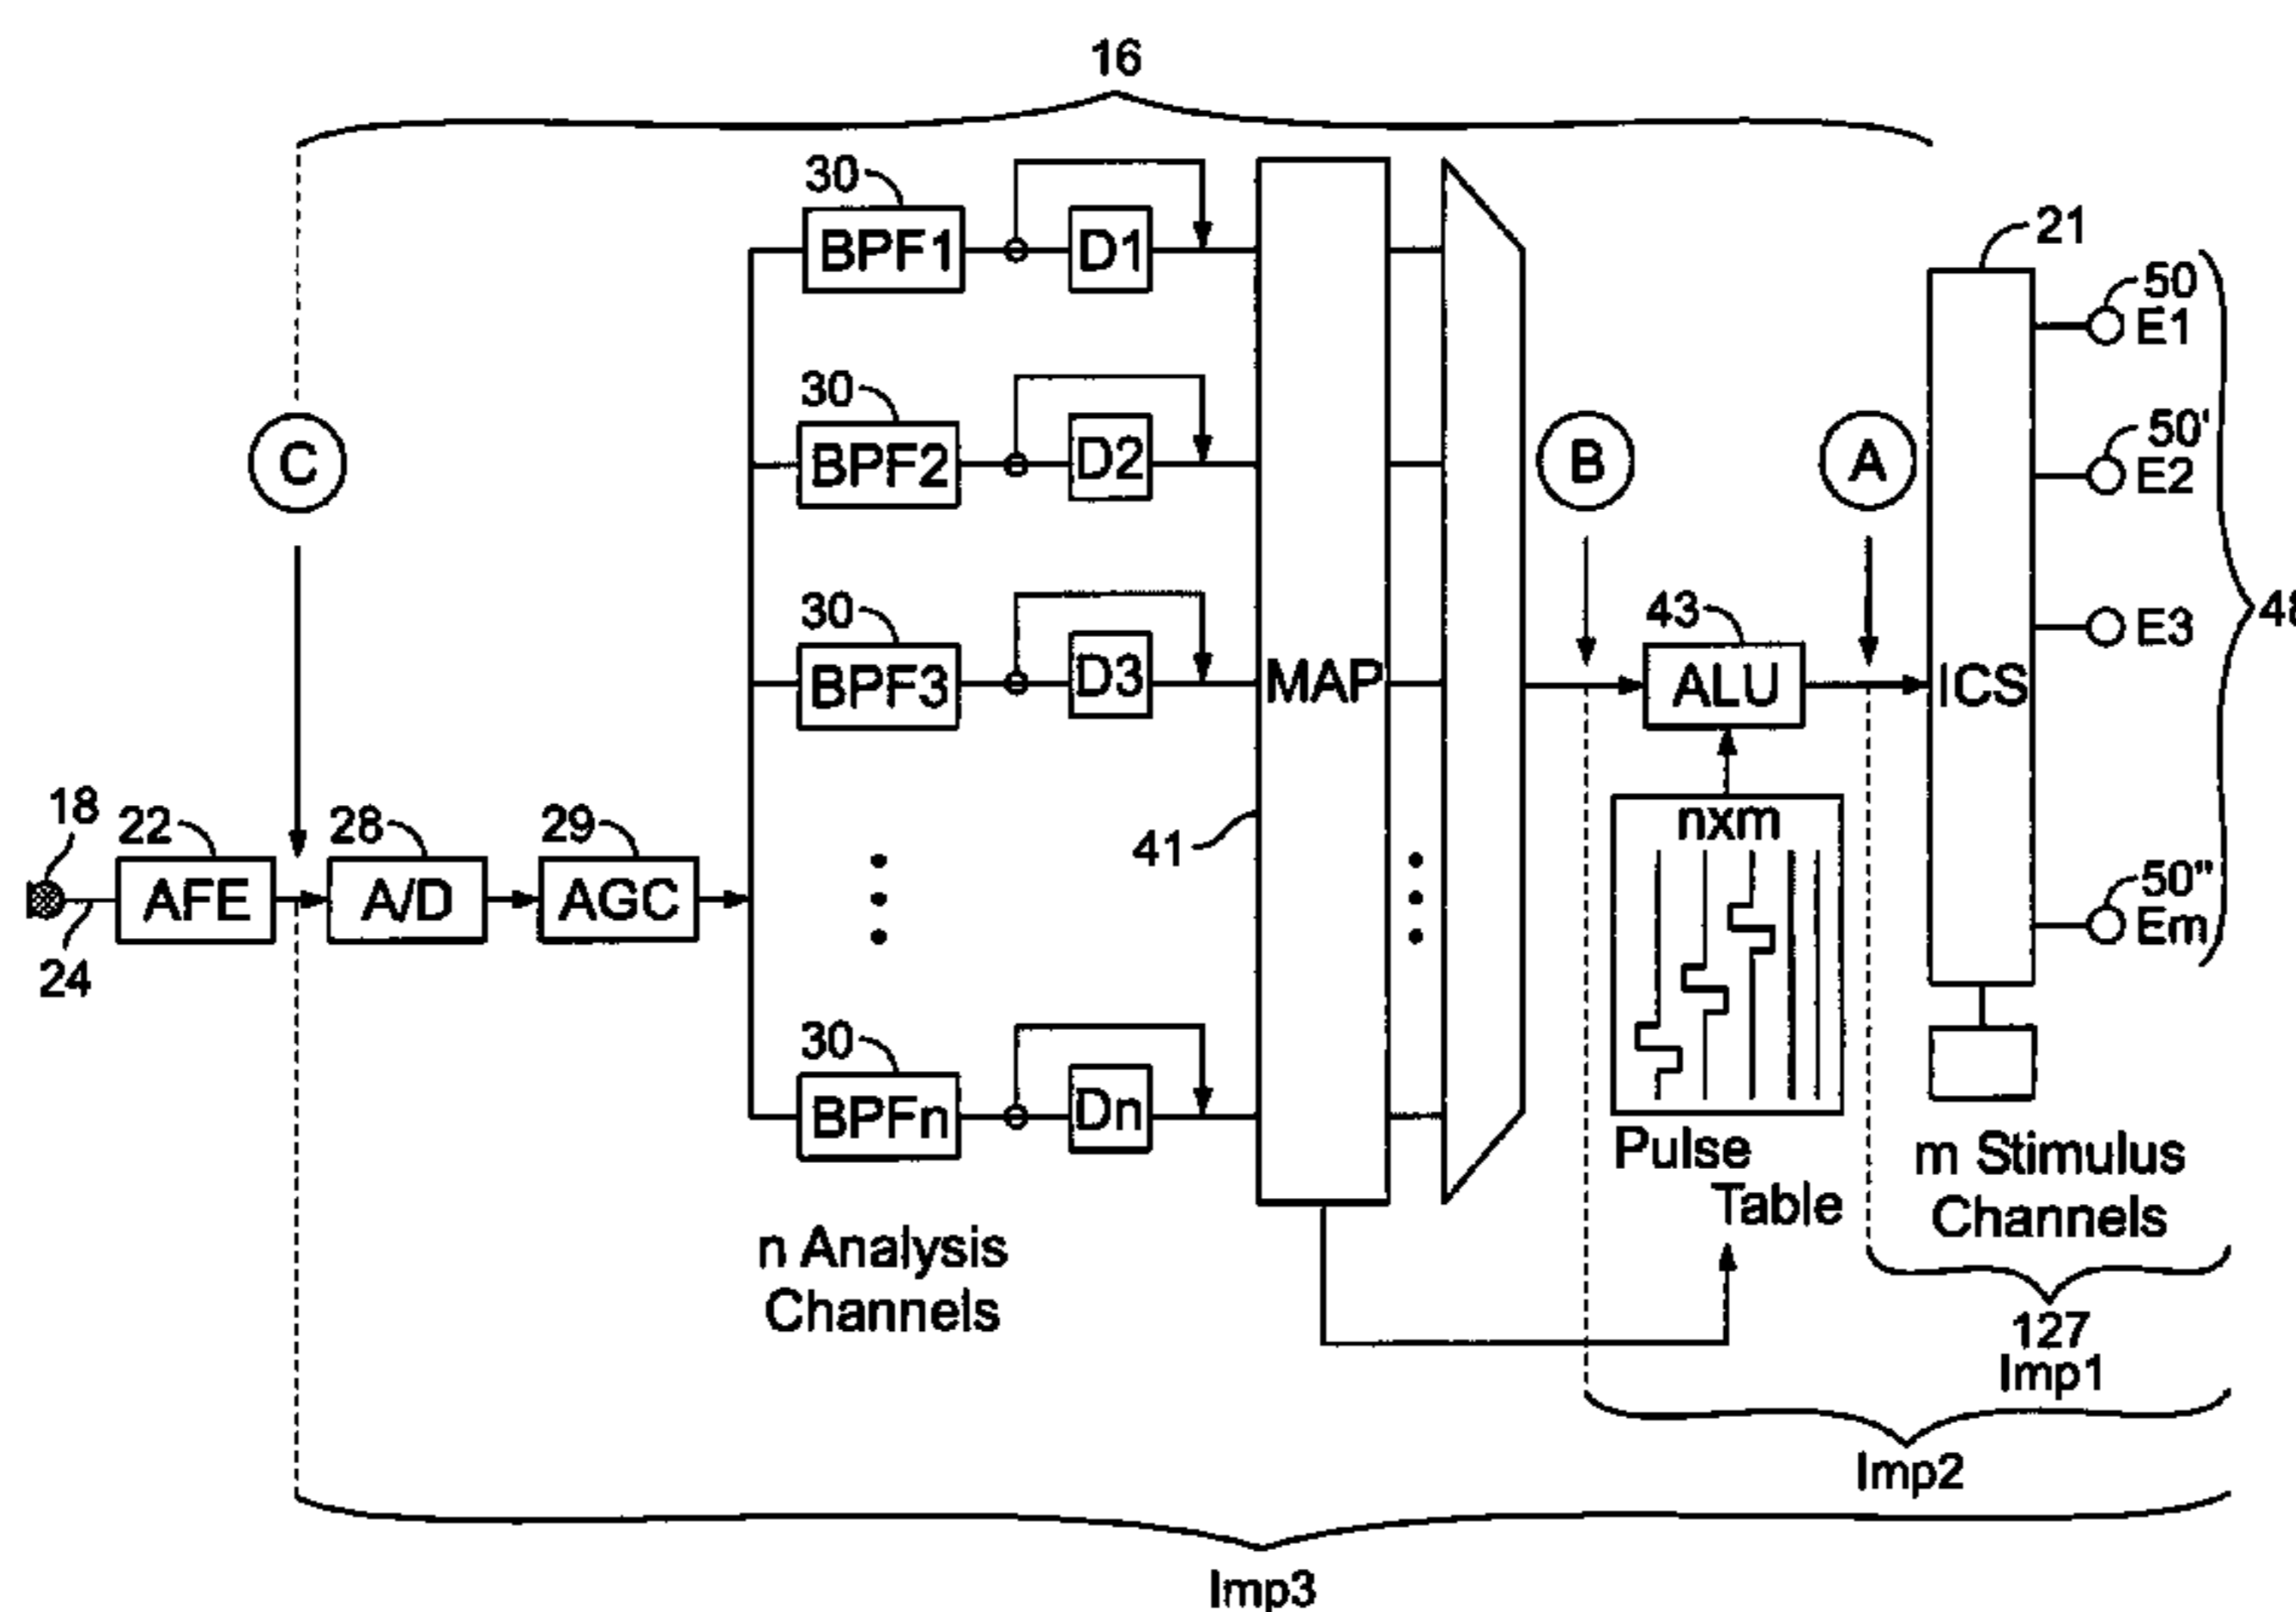 16
30
BPF1
D1
21
50
E1
30
BPF2
D2
C
B
A
50'
E2
30
BPF3
D3
MAP
43
ALU
ICS
E3
48
18
22
28
29
41
nxm
AFE
A/D
AGC
24
50"
Em
30
BPFn
Dn
Pulse
Table
m Stimulus
Channels
n Analysis
Channels
127
Imp1
Imp2
Imp3